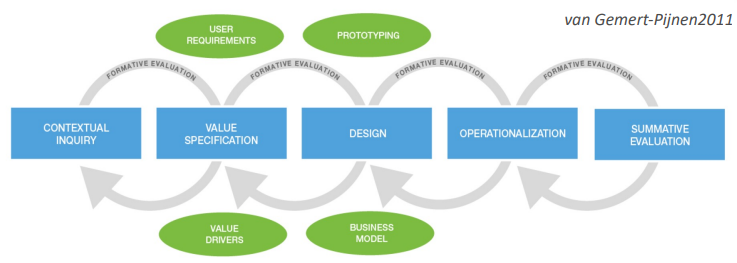 van Gemert-Pijnen2011
USER
REQUIREMENTS
PROTOTYPING
FORMATIVE EVALUATION
FORMATIVE EVALUATION
FORMATIVE EVALUATION
FORMATIVE EVALUATION
CONTEXTUAL
INQUIRY
VALUE
SPECIFICATION
DESIGN
OPERATIONALIZATION
SUMMATIVE
EVALUATION
VALUE
DRIVERS
BUSINESS
MODEL